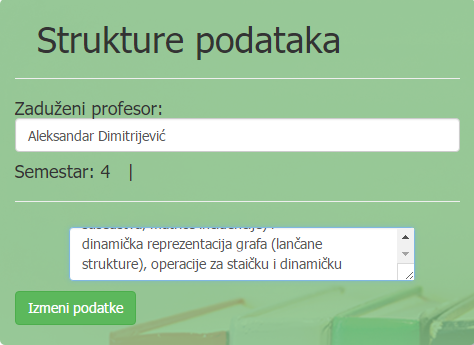 Strukture podataka
Zaduženi profesor:
Aleksandar Dimitrijević
Semestar: 4 |
dinamička reprezentacija grafa (lančane
strukture), operacije za staičku i dinamičku
Izmeni podatke